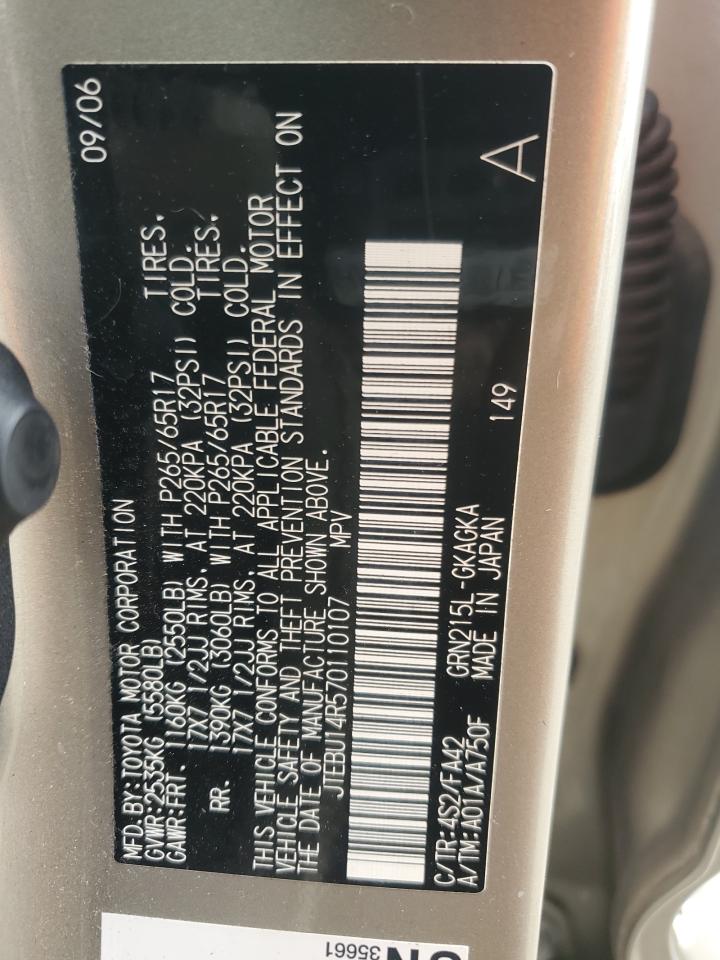 MFD.BY:TOYOTA MOTOR CORPORATION 09/06
GVWR:2535KG (5580LB)
GAWR:FRT. 1160KG (2550LB) WITH P265/65R17 TIRES.
17X7 1/2JJ RIMS. AT 220KPA (32PSI) COLD.
RR. 1390KG (3060LB) WITH P265/65R17 TIRES.
17X7 1/2JJ RIMS. AT 220KPA (32PSI) COLD.
THIS VEHICLE CONFORMS TO ALL APPLICABLE FEDERAL MOTOR
VEHICLE SAFETY AND THEFT PREVENTION STANDARDS IN EFFECT ON
THE DATE OF MANUFACTURE SHOWN ABOVE.
JTEBU14R570110107 MPV
C/TR:4S2/FA42 GRN215L-GKAGKA
A/TM:A01A/A750F MADE IN JAPAN 149
A
35661